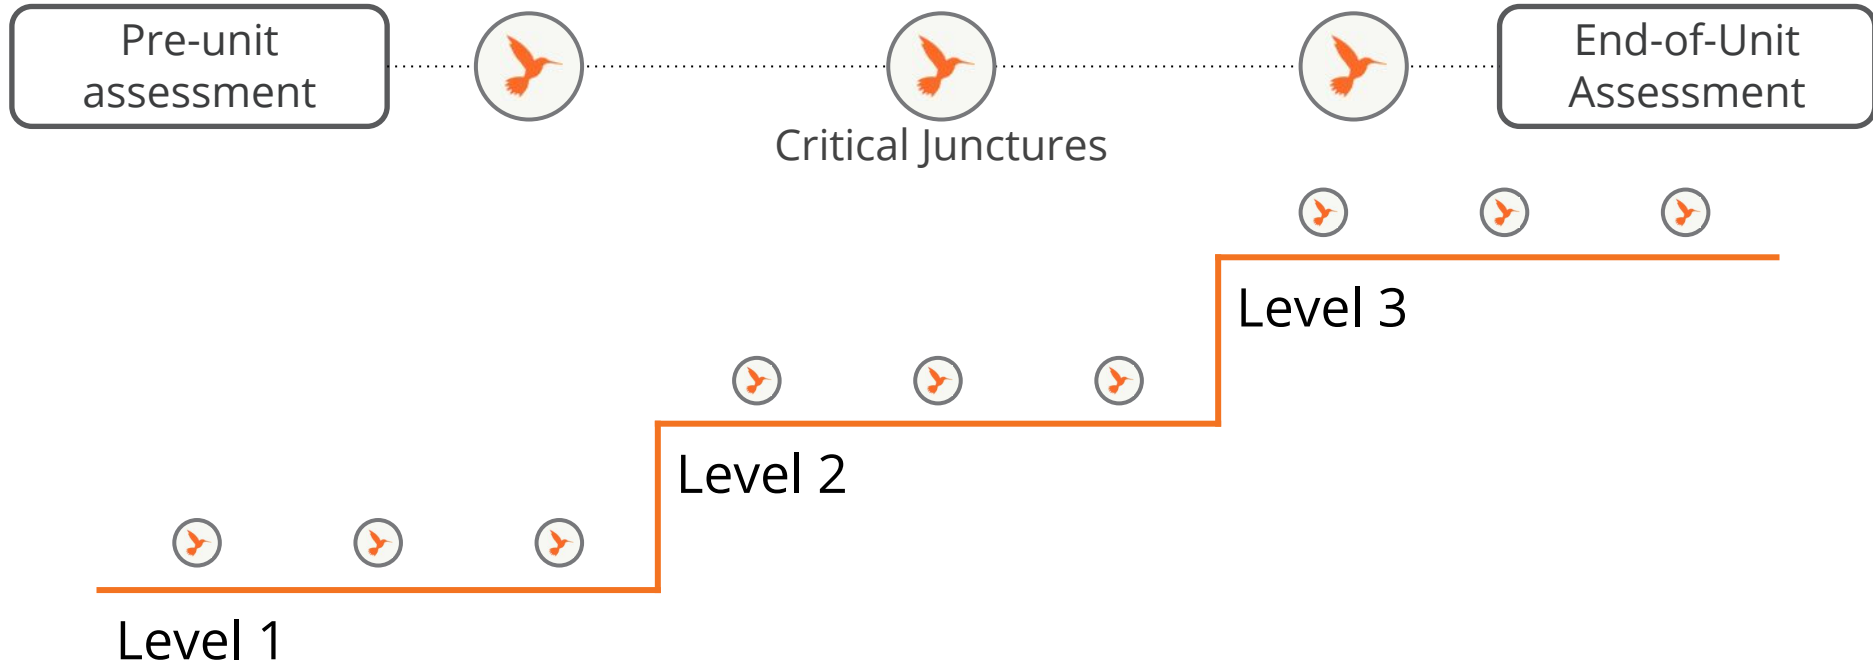 Pre-unit
assessment
End-of-Unit
Assessment
Critical Junctures
Level 3
Level 2
Level 1